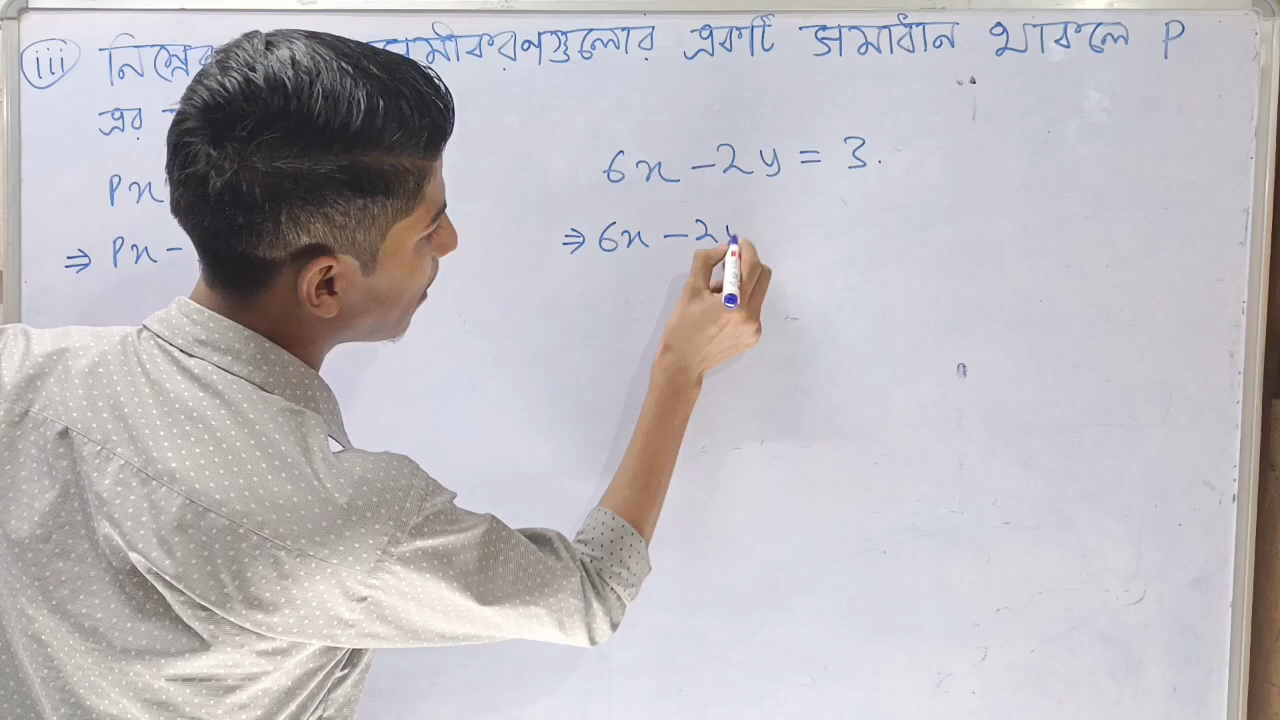 iii সমীকরণগুলোর একটি সমাধান থাকলে P
এর
Px
6x - 2y = 3.
⇒ Px -
⇒ 6x - 2y